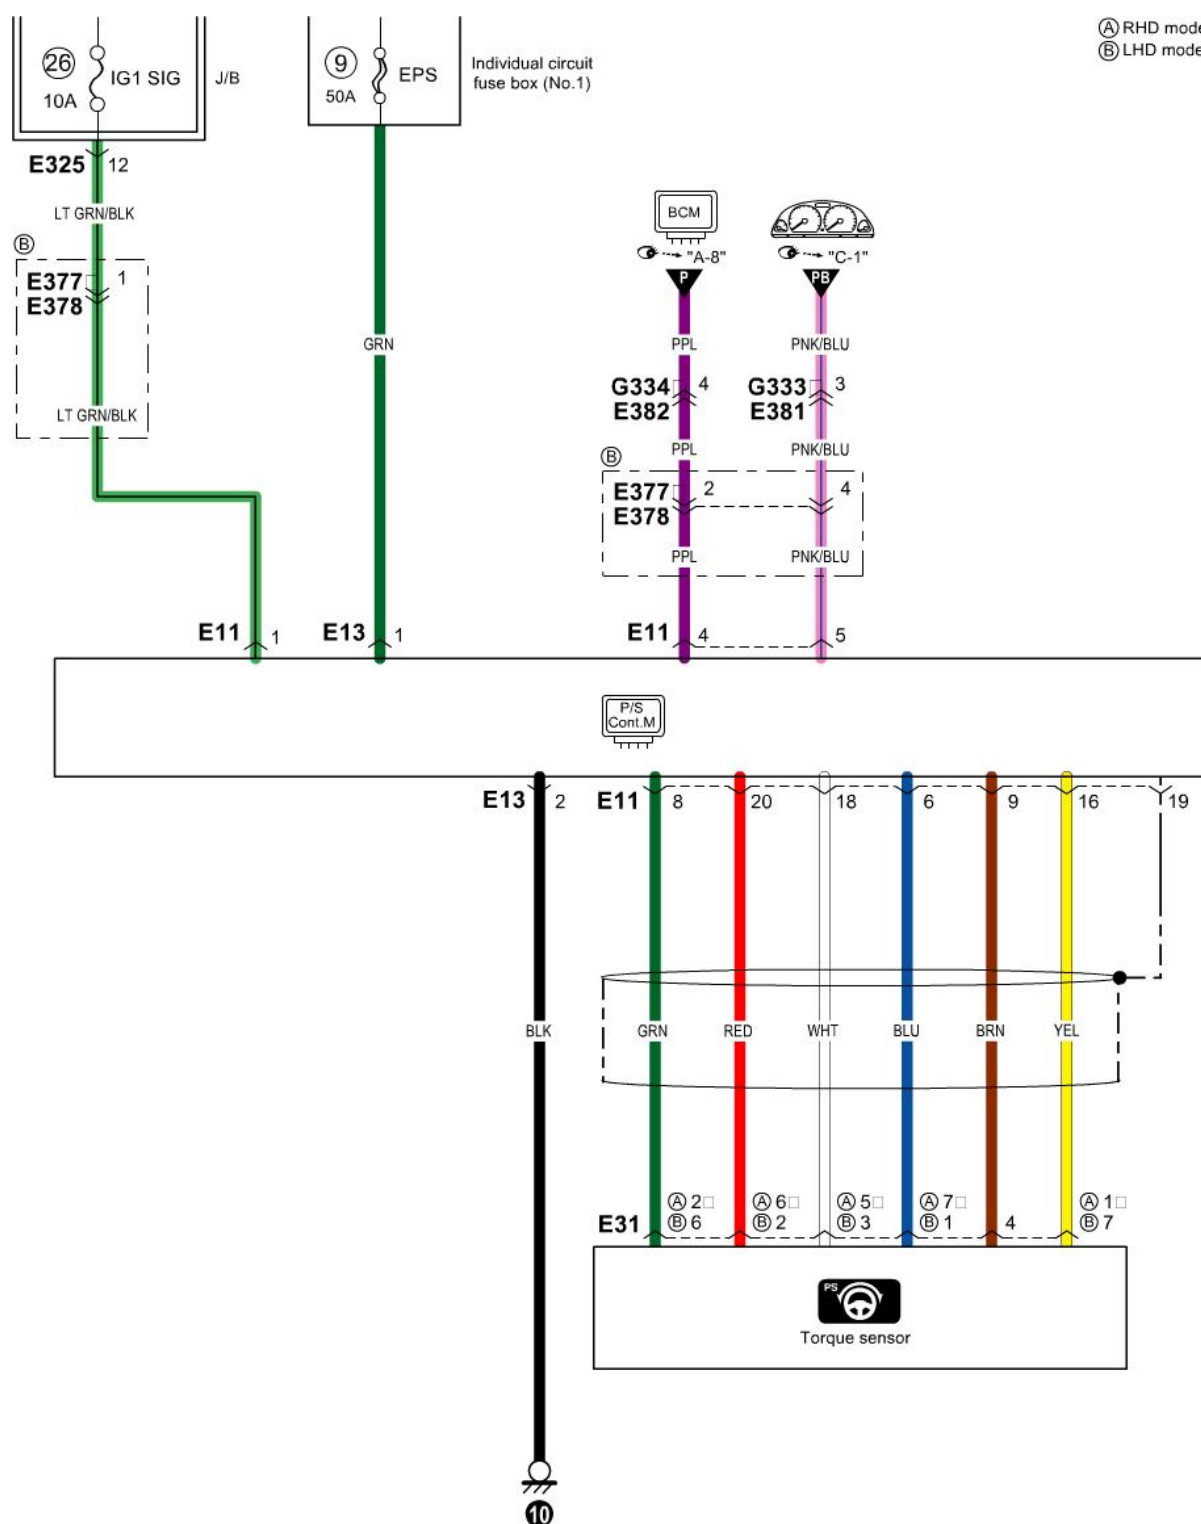 Ⓐ RHD mode
Ⓑ LHD mode
26
IG1 SIG
10A
J/B
9
EPS
50A
Individual circuit
fuse box (No.1)
E325 12
LT GRN/BLK
Ⓑ
E377 1
E378
LT GRN/BLK
GRN
BCM
"A-8"
P
"C-1"
PB
PPL PNK/BLU
G334 4 G333 3
E382 E381
PPL PNK/BLU
Ⓑ
E377 2 4
E378
PPL PNK/BLU
E11 1 E13 1 E11 4 5
P/S
Cont.M
E13 2 E11 8 20 18 6 9 16 19
BLK GRN RED WHT BLU BRN YEL
Ⓐ 2 Ⓐ 6 Ⓐ 5 Ⓐ 7 Ⓐ 1
E31 Ⓑ 6 Ⓑ 2 Ⓑ 3 Ⓑ 1 4 Ⓑ 7
PS
Torque sensor
10